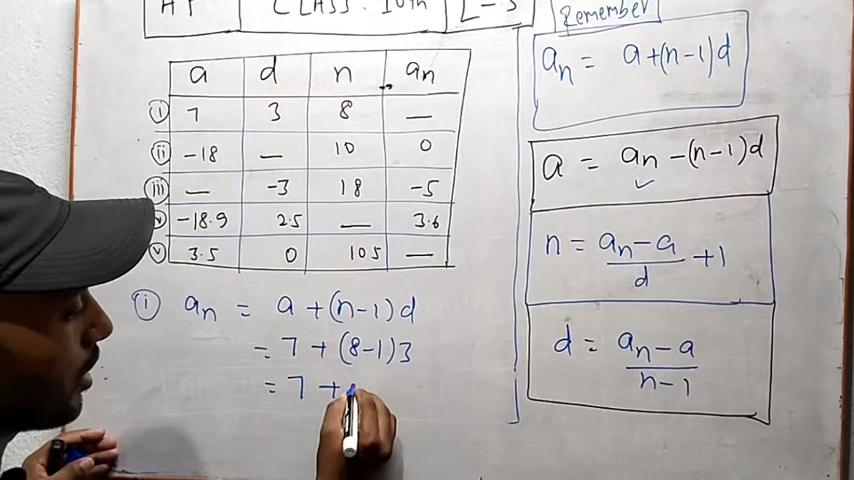 AP CLASS : 10th L-5
Remember
a d n an
(i) 7 3 8 —
(ii) -18 — 10 0
(iii) — -3 18 -5
-18.9 2.5 — 3.6
(v) 3.5 0 105 —
(i) an = a + (n-1)d
= 7 + (8-1)3
= 7 +
an = a+(n-1)d
a = an -(n-1)d
n = an-a/d +1
d = an-a/n-1